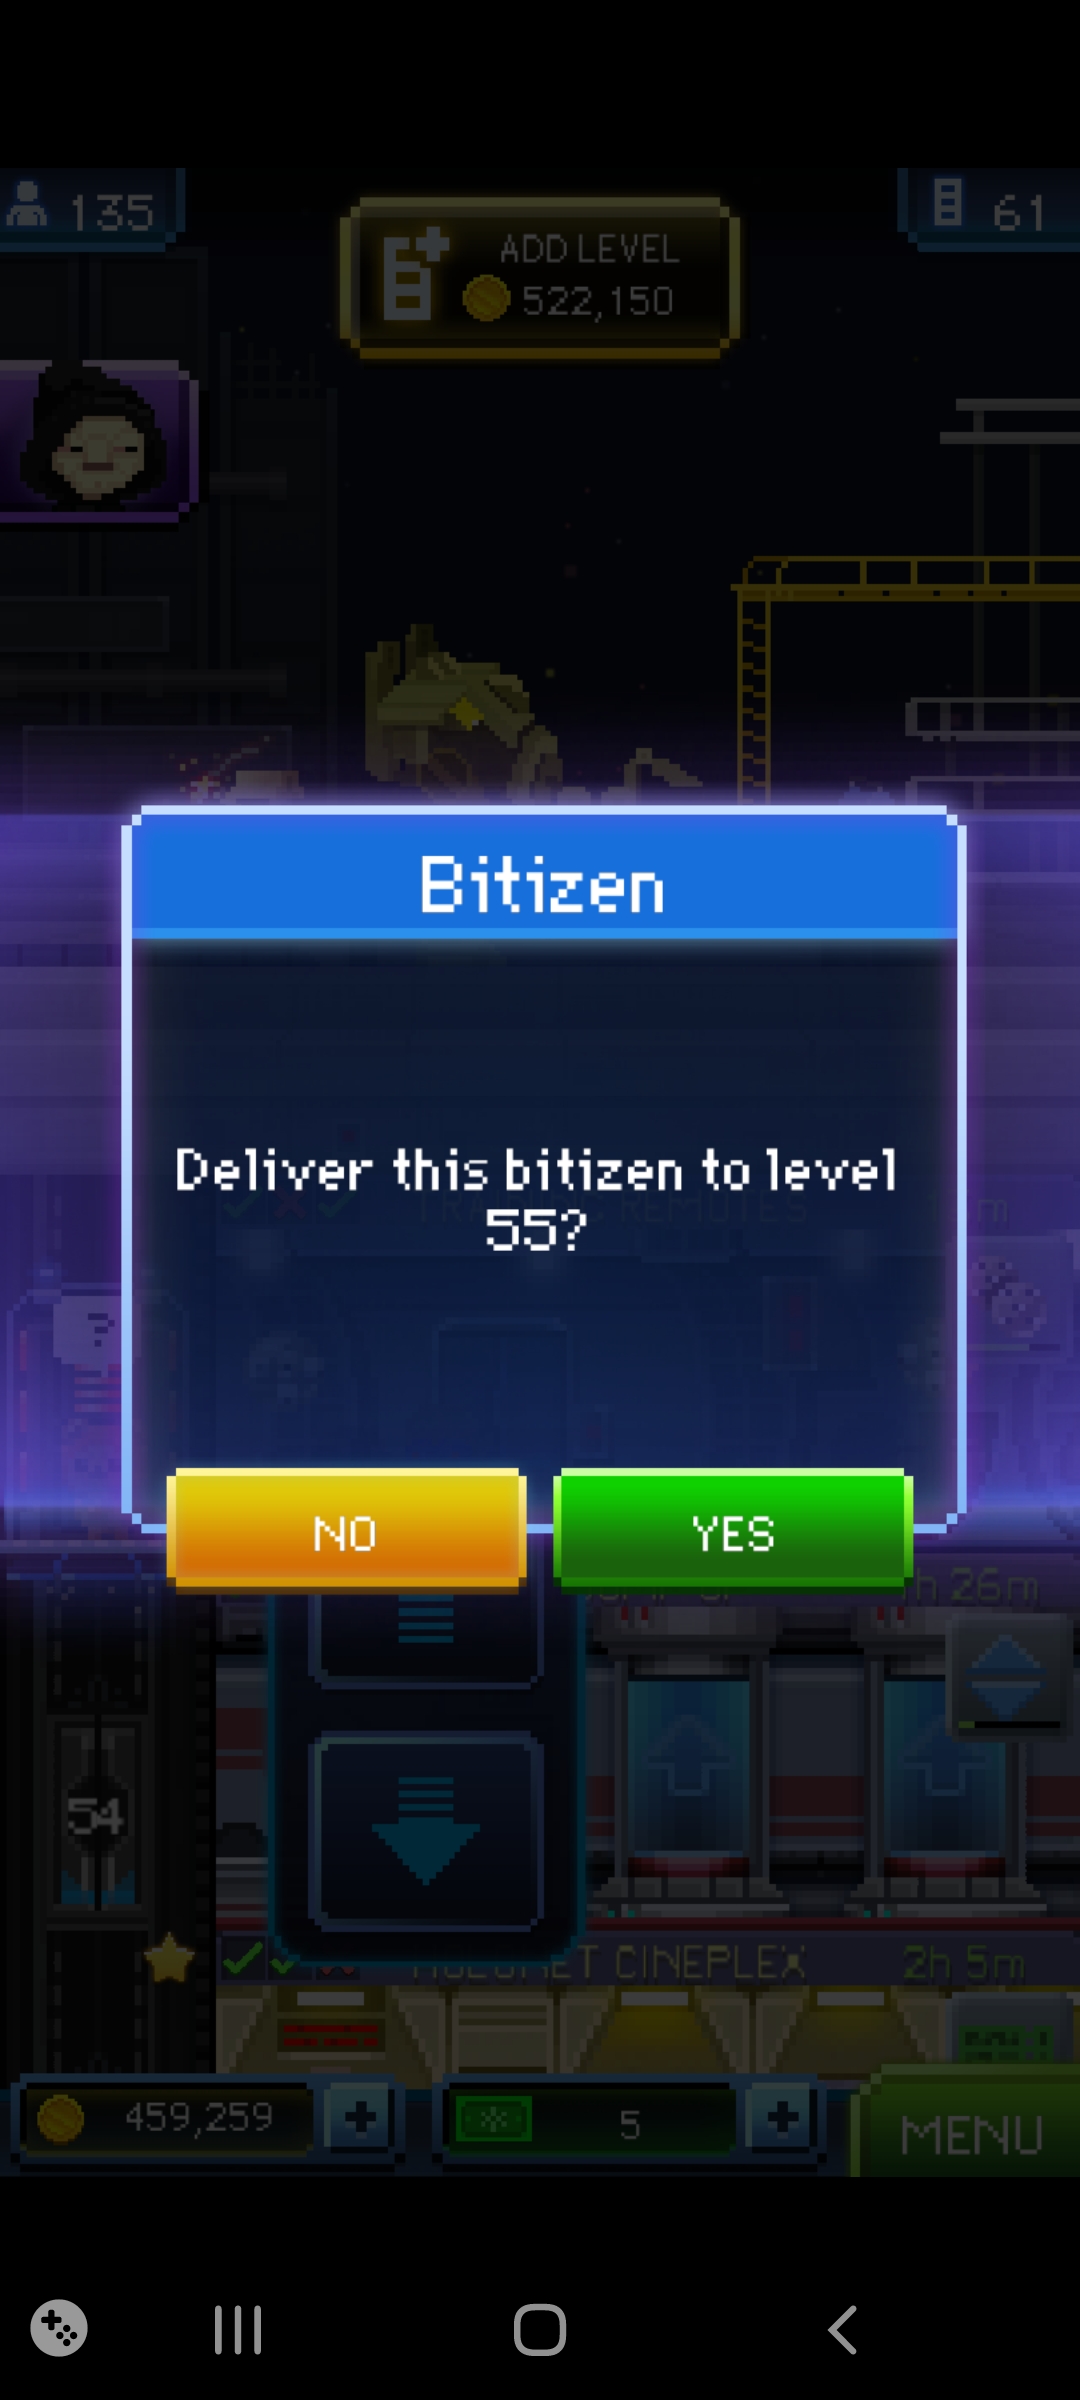 135
ADD LEVEL
522,150
61
Bitizen
Deliver this bitizen to level
55?
REMOTES
m
?
NO
YES
h 26m
54
CINEPLEX
2h 5m
459,259
+
5
+
MENU